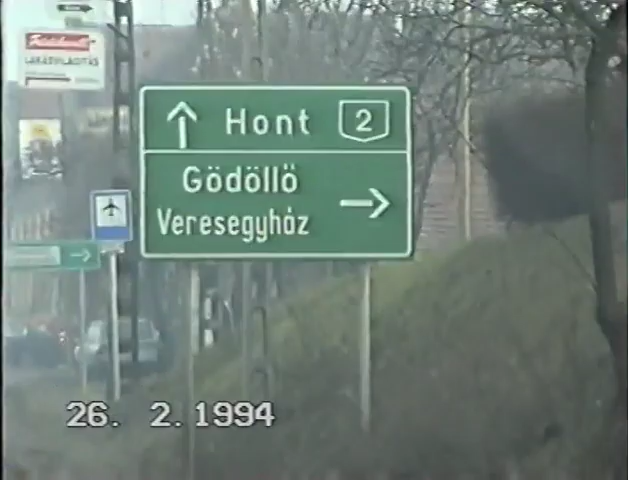 LAKÁSVILÁGÍTÁS
Hont 2
Gödöllő
Veresegyház
26. 2.1994